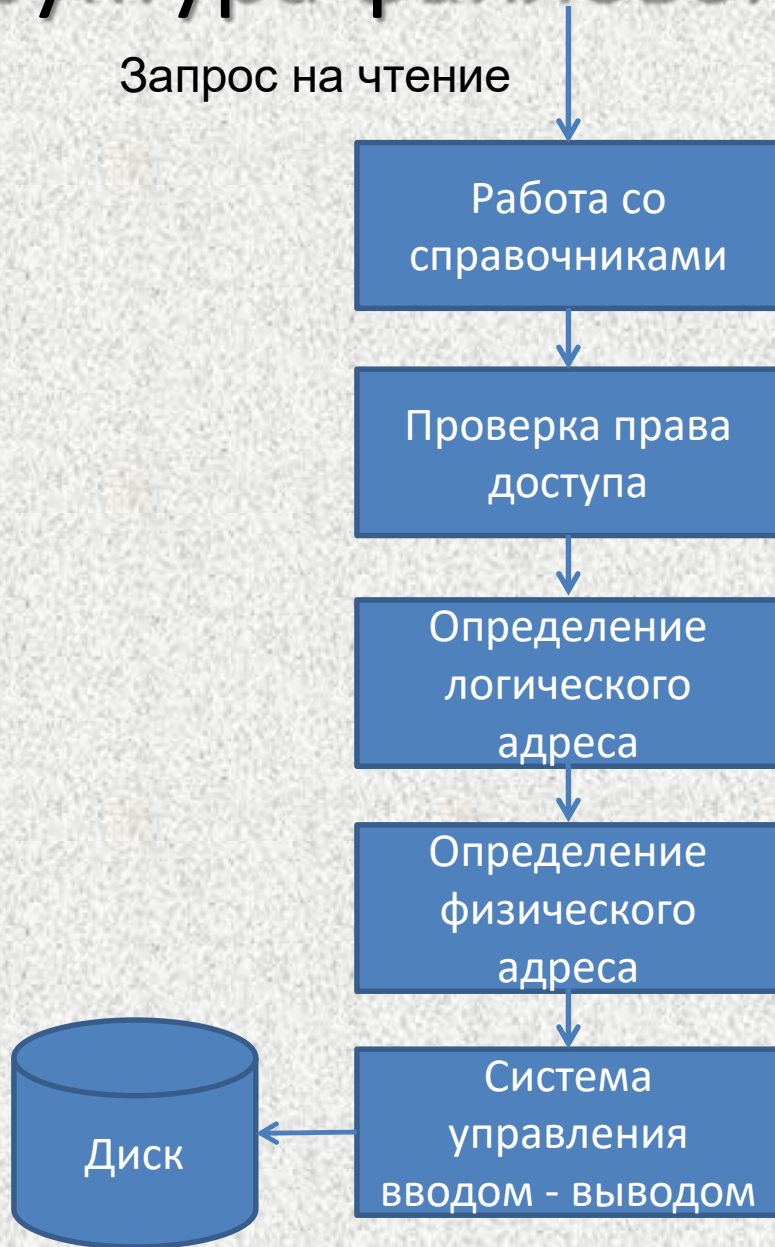 Запрос на чтение
Работа со
справочниками
Проверка права
доступа
Определение
логического
адреса
Определение
физического
адреса
Система
управления
вводом - выводом
Диск